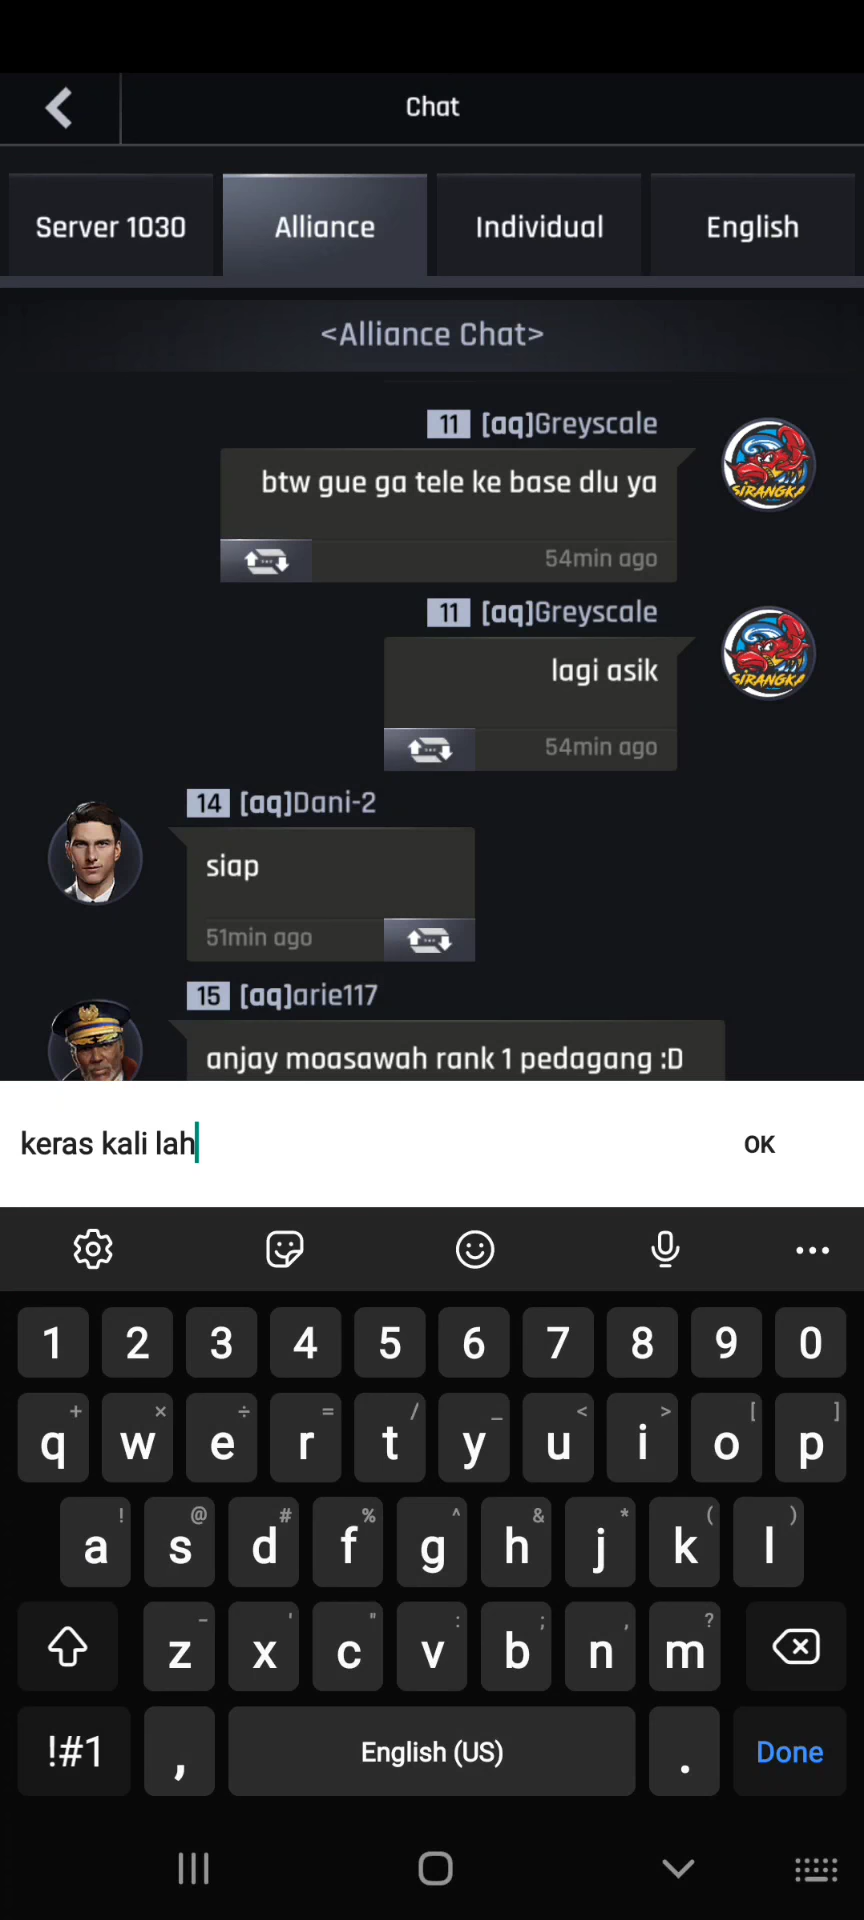 Chat
Server 1030
Alliance
Individual
English
<Alliance Chat>
11 [aq]Greyscale
btw gue ga tele ke base dlu ya
54min ago
SIRANGKA
11 [aq]Greyscale
lagi asik
54min ago
SIRANGKA
14 [aq]Dani-2
siap
51min ago
15 [aq]arie117
anjay moasawah rank 1 pedagang :D
keras kali lah
OK
1 2 3 4 5 6 7 8 9 0
+ × ÷ = / _ < > [ ]
q w e r t y u i o p
! @ # % ^ & * ( )
a s d f g h j k l
- ' " : ; , ?
z x c v b n m
!#1 , English (US) . Done